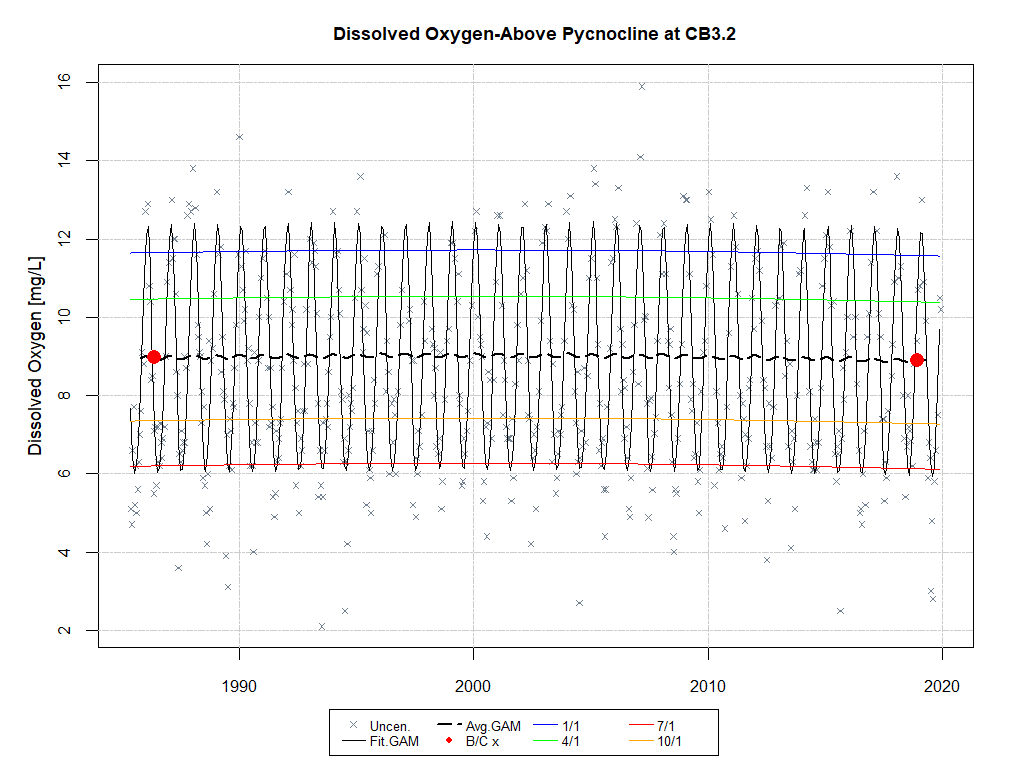 Dissolved Oxygen-Above Pycnocline at CB3.2
Dissolved Oxygen [mg/L]
16
14
12
10
8
6
4
2
1990 2000 2010 2020
Uncen. Avg.GAM 1/1 7/1
Fit.GAM B/C x 4/1 10/1